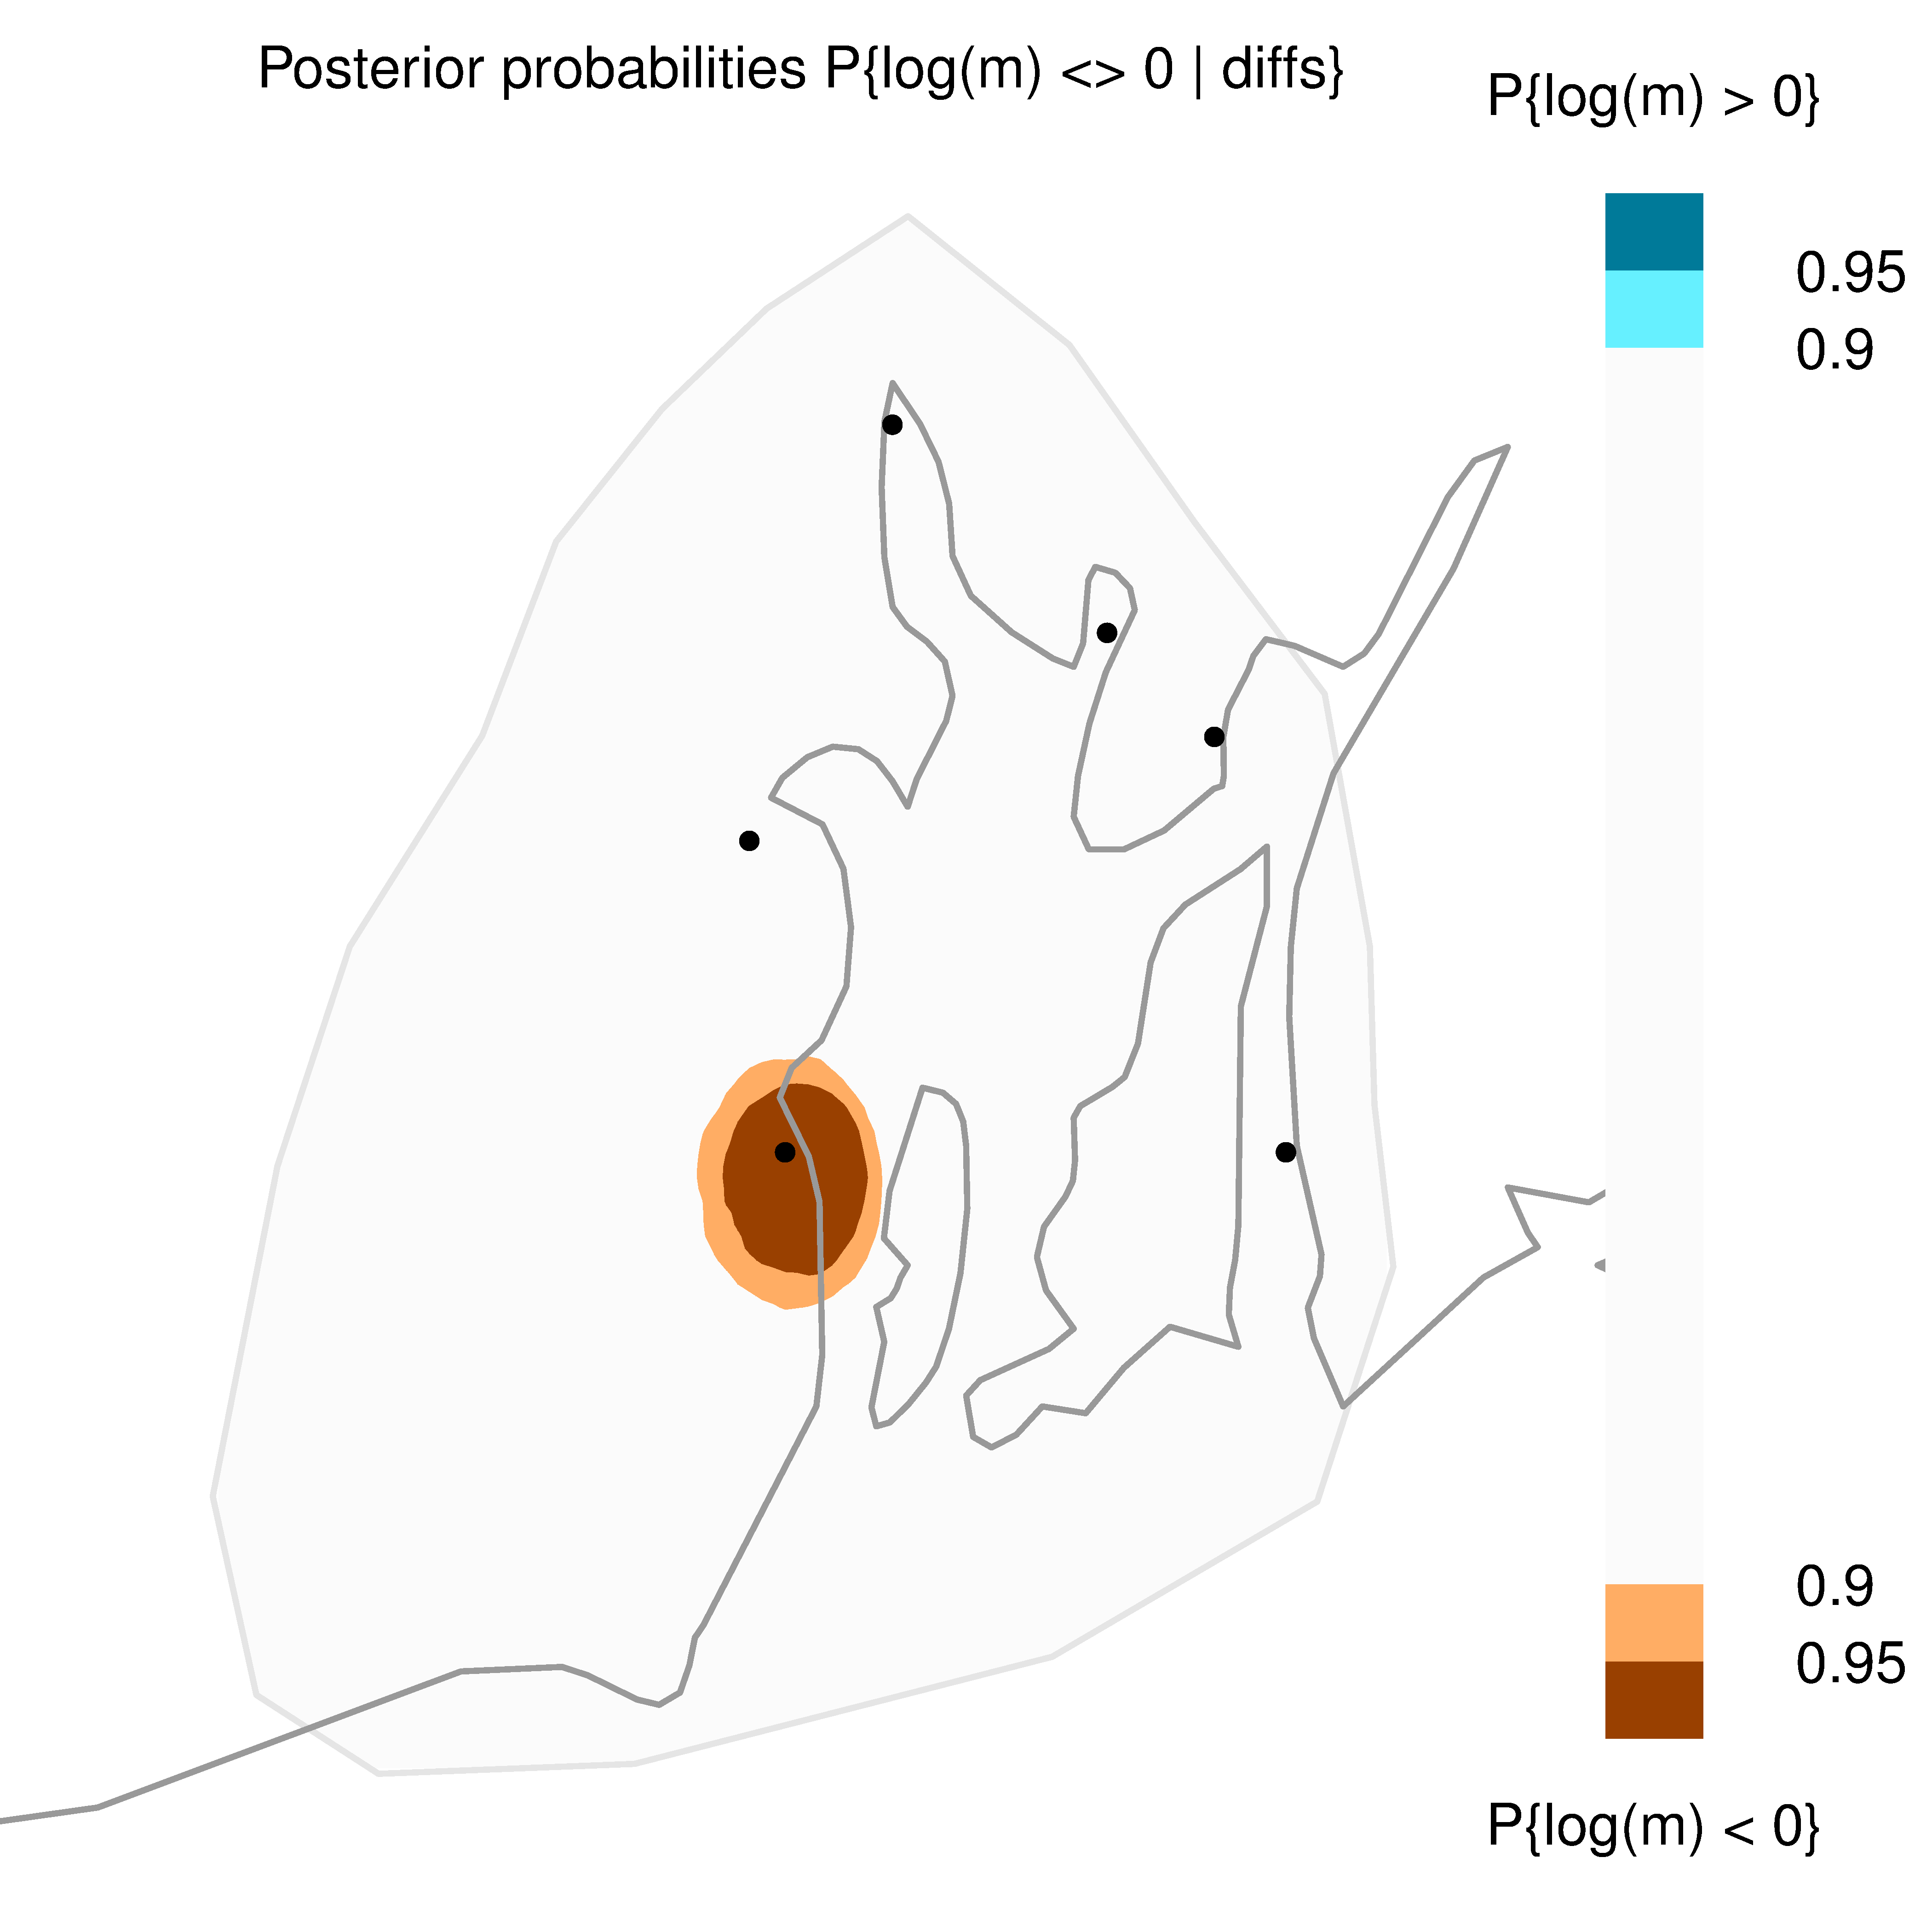 Posterior probabilities P{log(m) <> 0 | diffs}
P{log(m) > 0}
0.95
0.9
0.9
0.95
P{log(m) < 0}